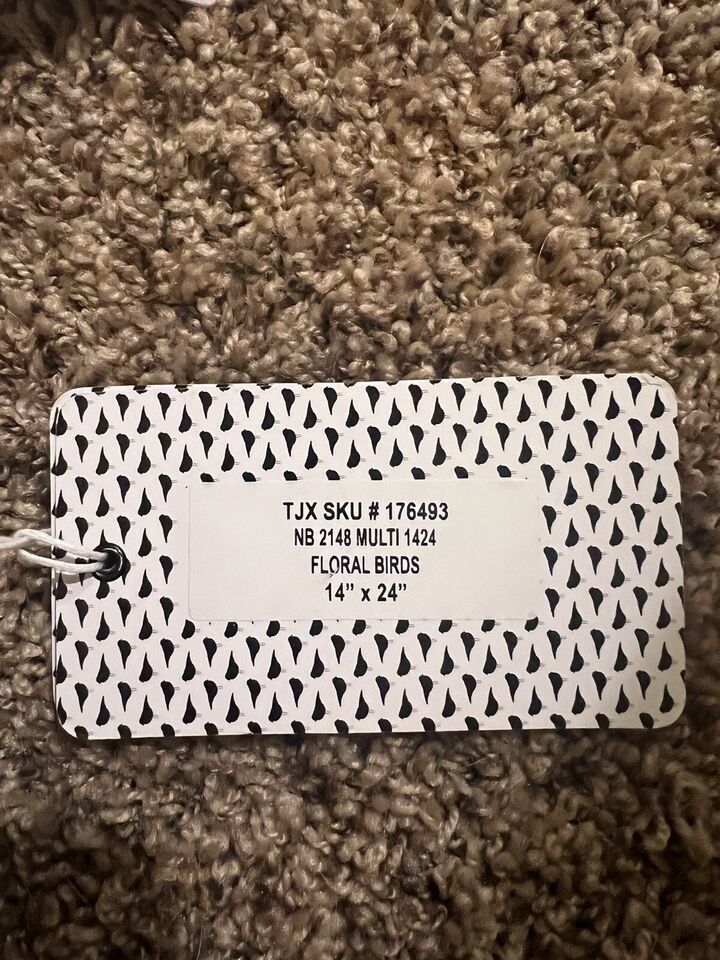 TJX SKU # 176493
NB 2148 MULTI 1424
FLORAL BIRDS
14” x 24”